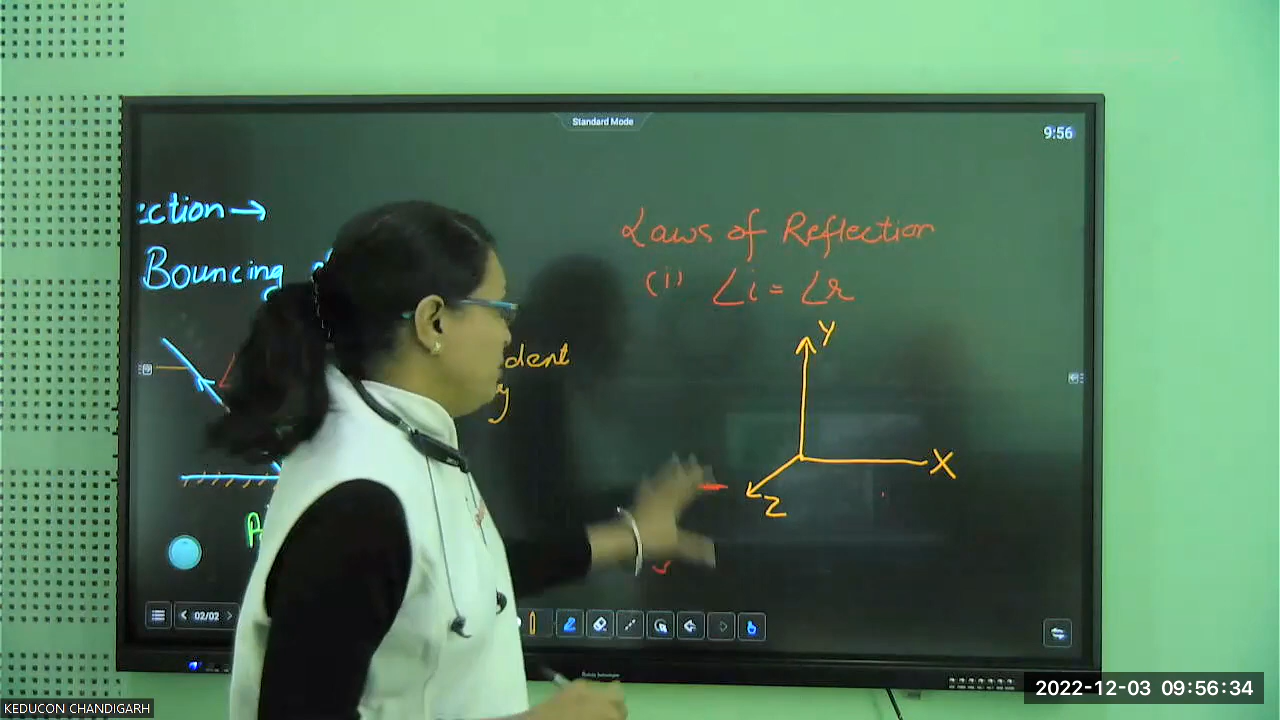 Standard Mode
9:56
ection →
Bouncing
dent
y
Laws of Reflection
(i) ∠i = ∠r
Y
X
Z
02/02
KEDUCON CHANDIGARH
2022-12-03 09:56:34